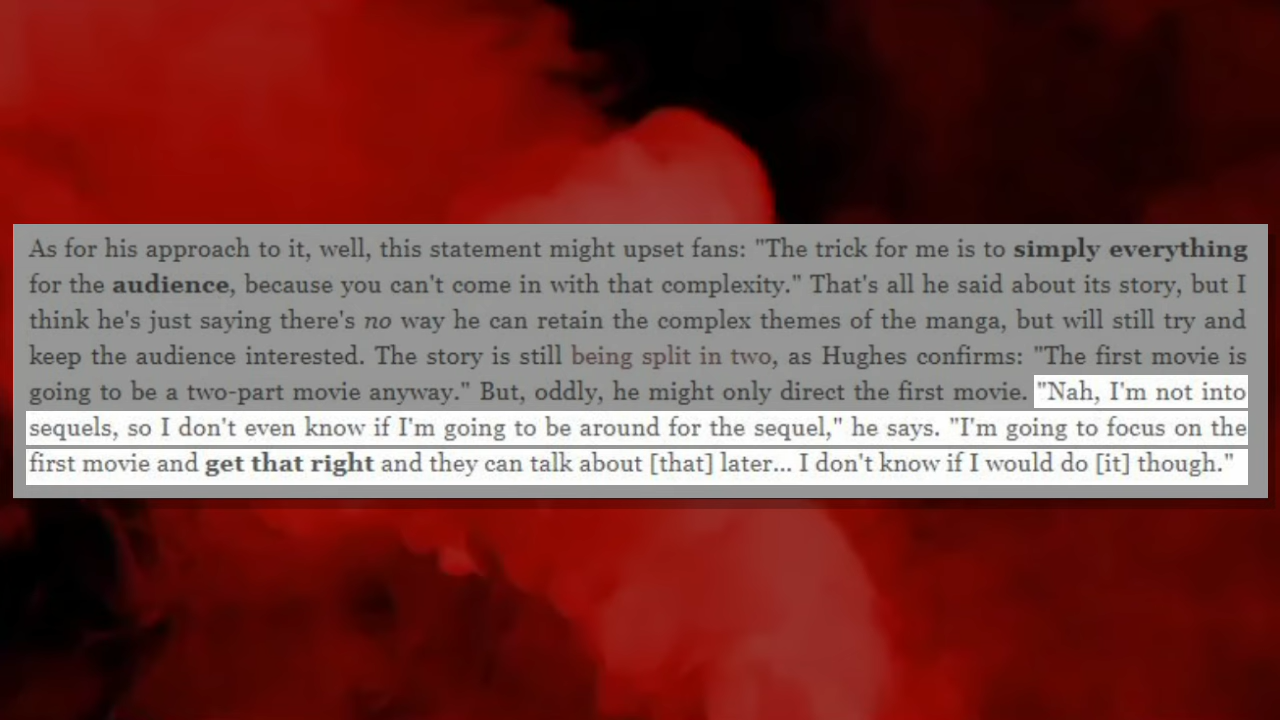 As for his approach to it, well, this statement might upset fans: "The trick for me is to simply everything
for the audience, because you can't come in with that complexity." That's all he said about its story, but I
think he's just saying there's no way he can retain the complex themes of the manga, but will still try and
keep the audience interested. The story is still being split in two, as Hughes confirms: "The first movie is
going to be a two-part movie anyway." But, oddly, he might only direct the first movie. "Nah, I'm not into
sequels, so I don't even know if I'm going to be around for the sequel," he says. "I'm going to focus on the
first movie and get that right and they can talk about [that] later... I don't know if I would do [it] though."